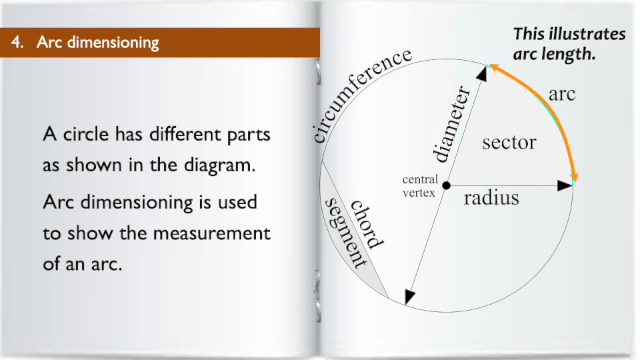 4. Arc dimensioning
A circle has different parts
as shown in the diagram.
Arc dimensioning is used
to show the measurement
of an arc.
This illustrates
arc length.
circumference
diameter
arc
sector
central
vertex
radius
chord
segment